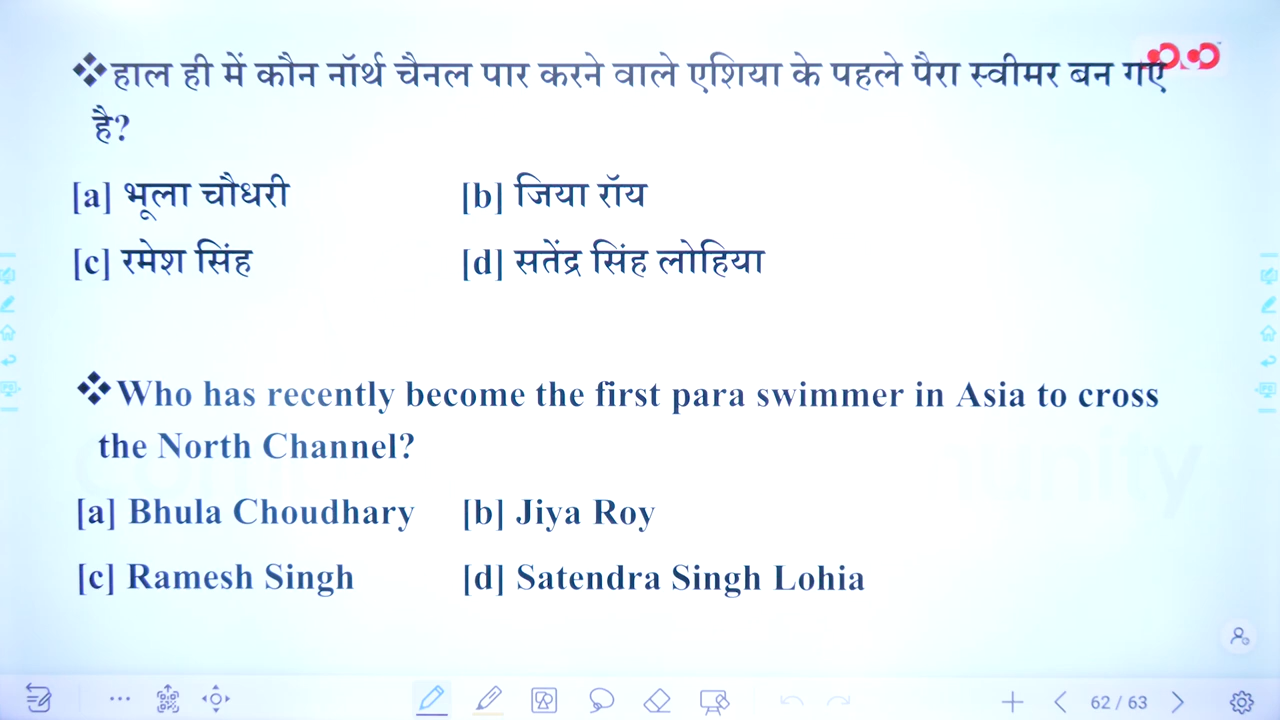 ❖हाल ही में कौन नॉर्थ चैनल पार करने वाले एशिया के पहले पैरा स्वीमर बन गए
है?
[a] भूला चौधरी [b] जिया रॉय
[c] रमेश सिंह [d] सतेंद्र सिंह लोहिया
❖Who has recently become the first para swimmer in Asia to cross
the North Channel?
[a] Bhula Choudhary [b] Jiya Roy
[c] Ramesh Singh [d] Satendra Singh Lohia
62 / 63